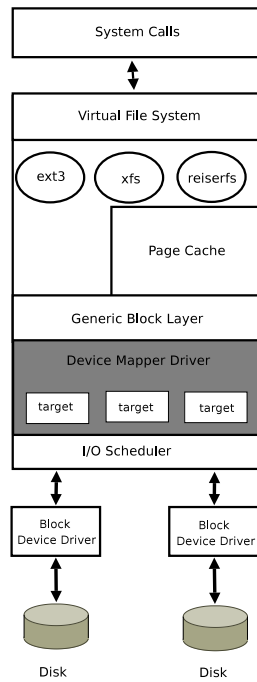 System Calls
Virtual File System
ext3
xfs
reiserfs
Page Cache
Generic Block Layer
Device Mapper Driver
target
target
target
I/O Scheduler
Block
Device Driver
Block
Device Driver
Disk
Disk